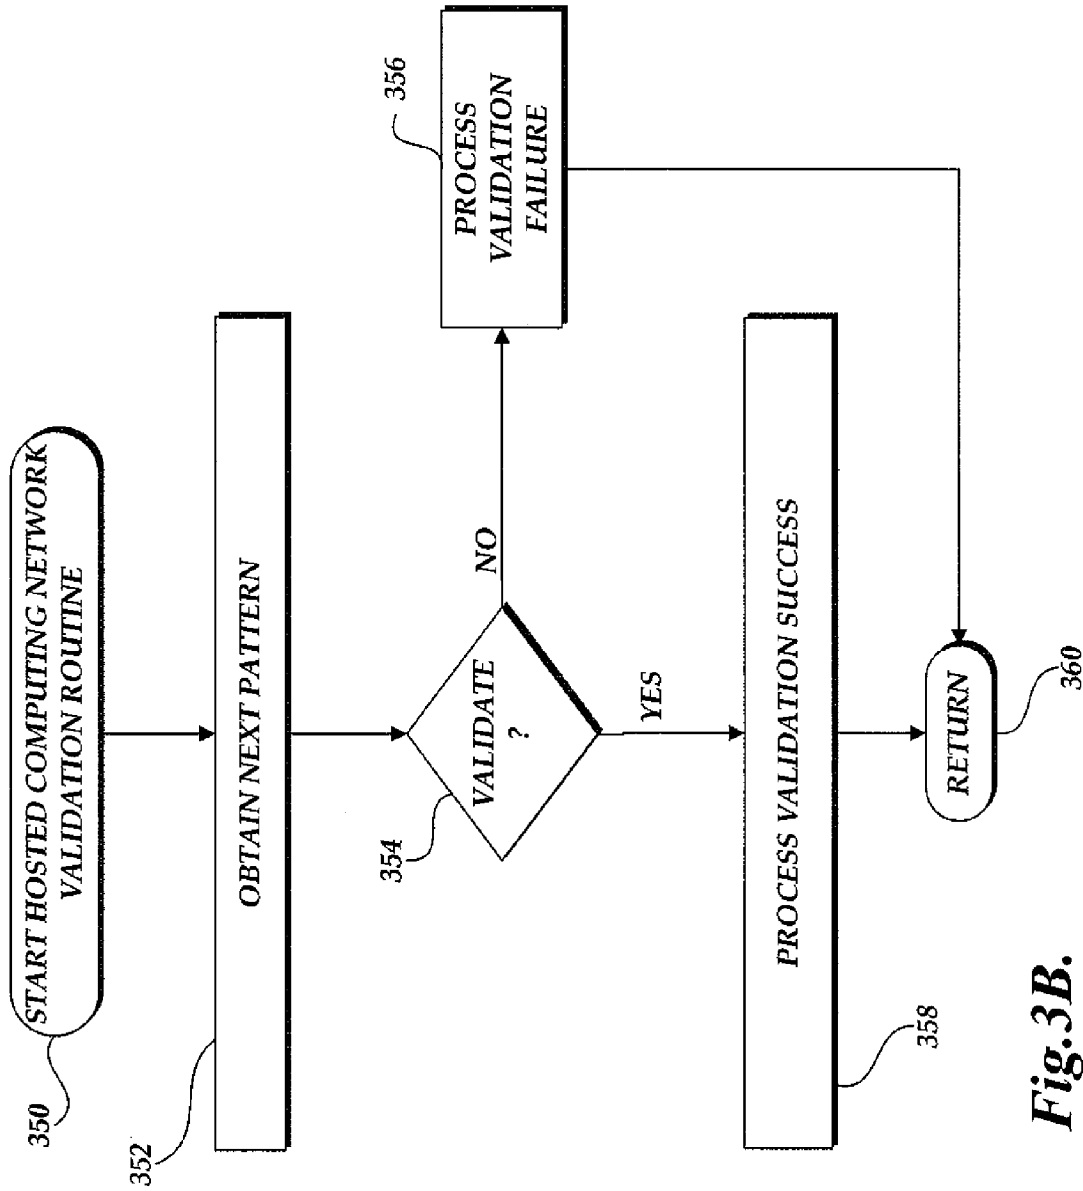 350
START HOSTED COMPUTING NETWORK
VALIDATION ROUTINE
352
OBTAIN NEXT PATTERN
354
VALIDATE
?
NO
356
PROCESS
VALIDATION
FAILURE
YES
PROCESS VALIDATION SUCCESS
358
RETURN
360
Fig.3B.